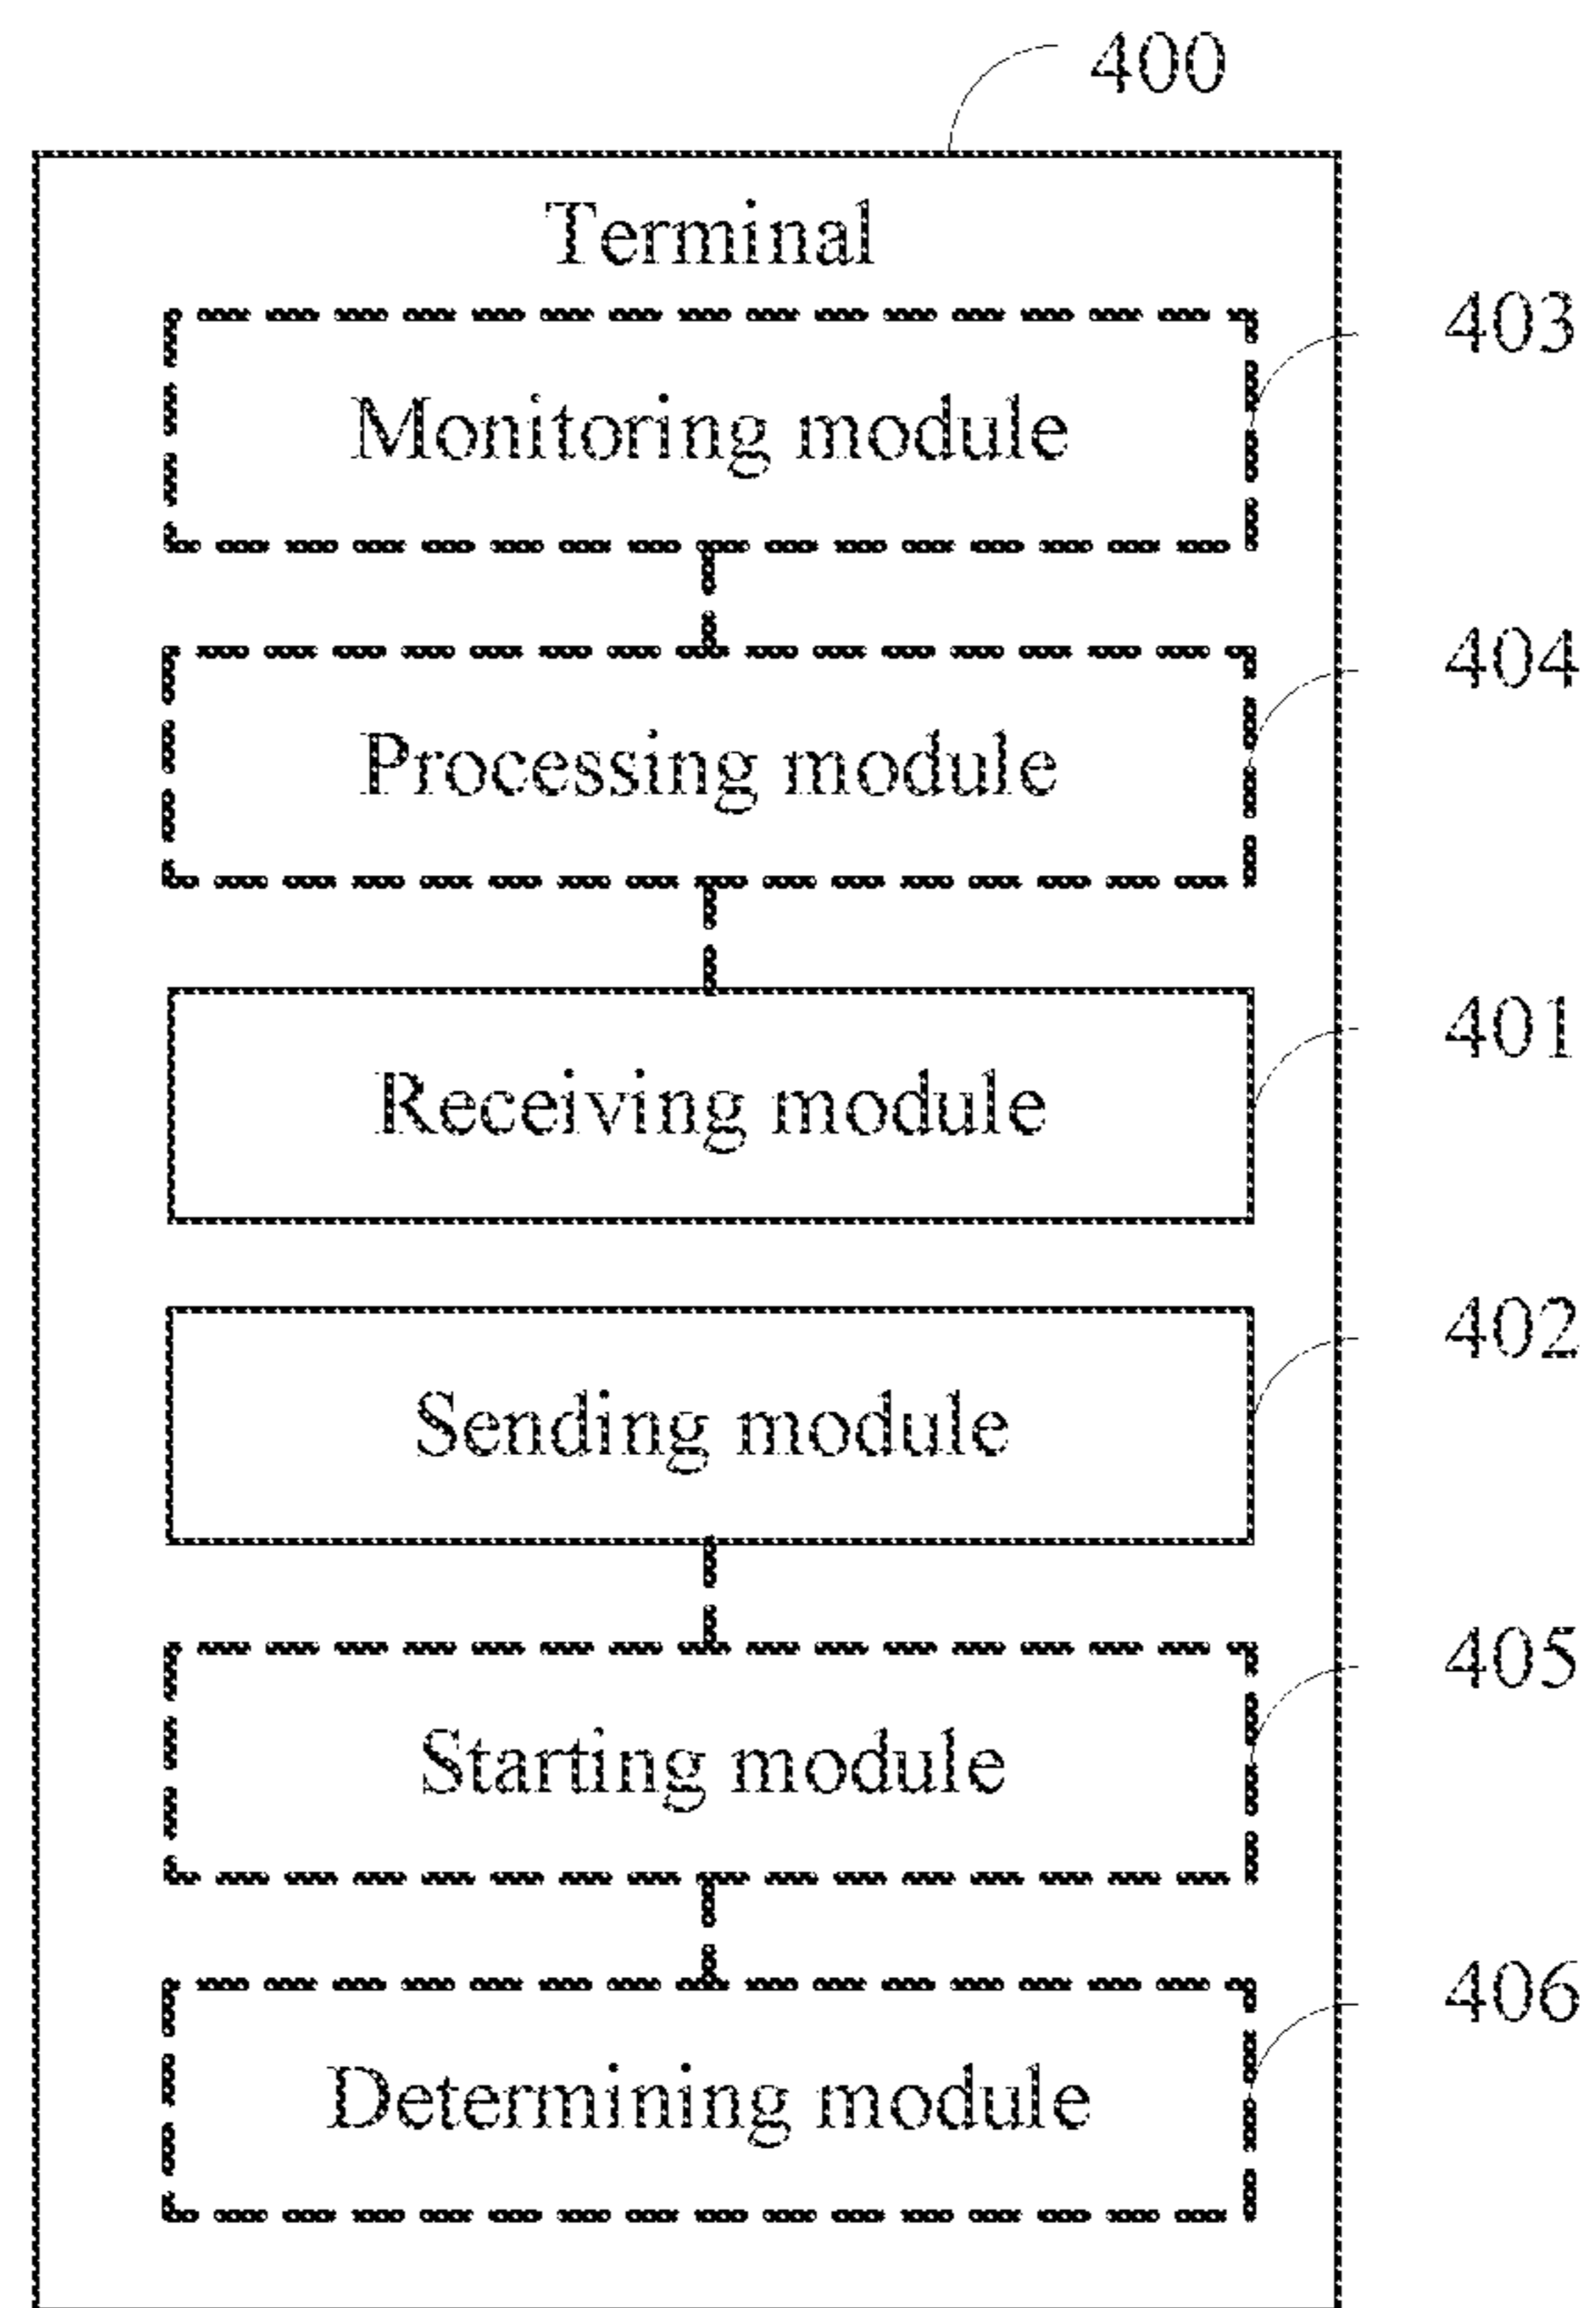 400
Terminal
403
Monitoring module
404
Processing module
401
Receiving module
402
Sending module
405
Starting module
406
Determining module